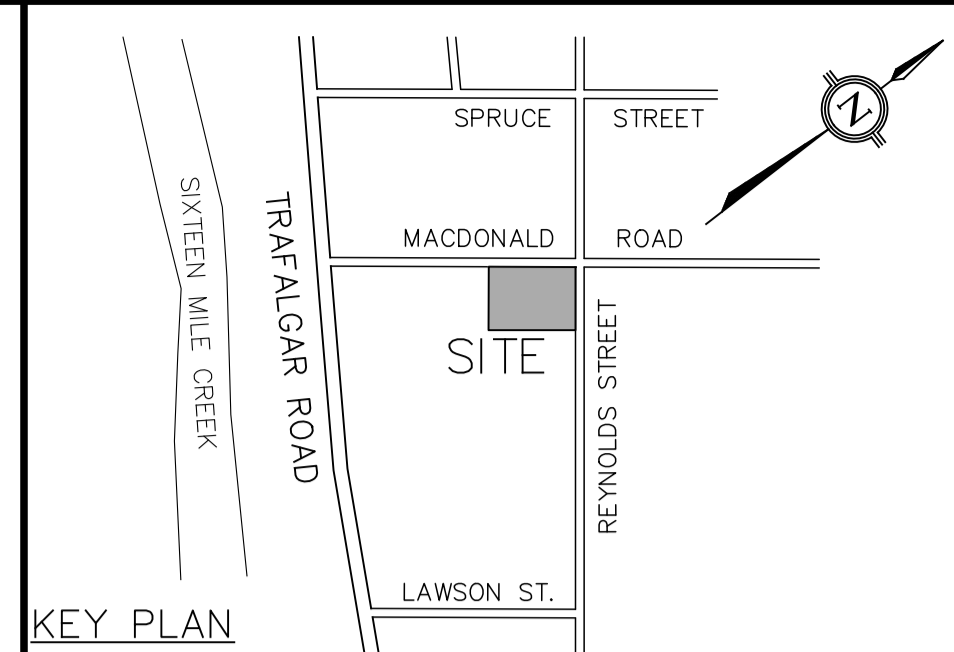 SPRUCE STREET
N
MACDONALD ROAD
SIXTEEN MILE CREEK
TRAFALGAR ROAD
SITE
REYNOLDS STREET
LAWSON ST.
KEY PLAN